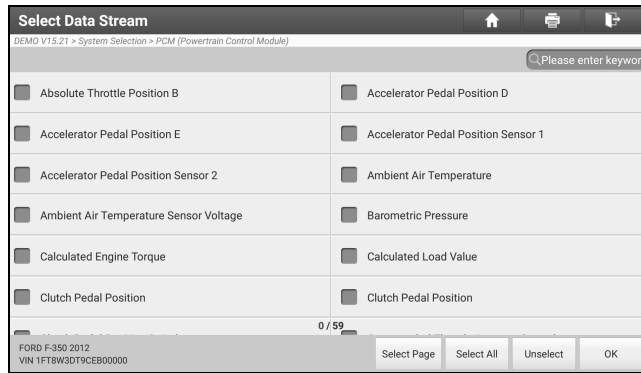 Select Data Stream
DEMO V15.21 > System Selection > PCM (Powertrain Control Module)
Please enter keywor
Absolute Throttle Position B
Accelerator Pedal Position D
Accelerator Pedal Position E
Accelerator Pedal Position Sensor 1
Accelerator Pedal Position Sensor 2
Ambient Air Temperature
Ambient Air Temperature Sensor Voltage
Barometric Pressure
Calculated Engine Torque
Calculated Load Value
Clutch Pedal Position
Clutch Pedal Position
0 / 59
FORD F-350 2012
VIN 1FT8W3DT9CEB00000
Select Page
Select All
Unselect
OK